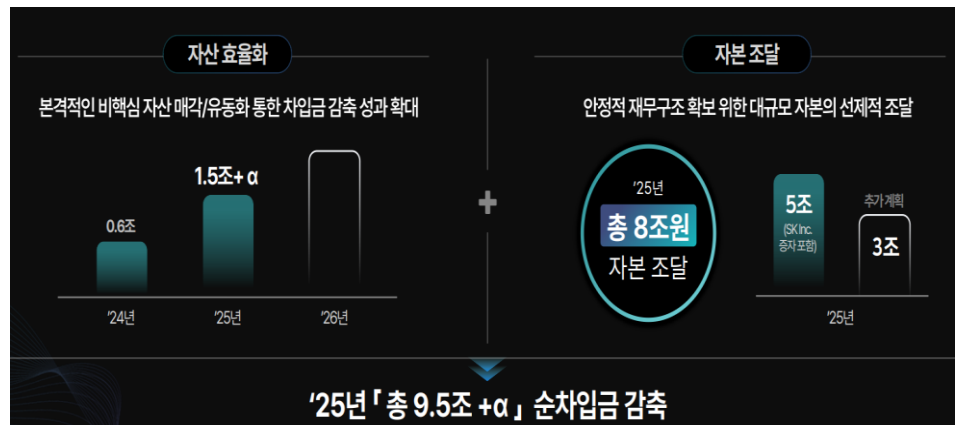 자산 효율화
본격적인 비핵심 자산 매각/유동화 통한 차입금 감축 성과 확대
0.6조
1.5조+ α
'24년
'25년
'26년
+
자본 조달
안정적 재무구조 확보 위한 대규모 자본의 선제적 조달
'25년
총 8조원
자본 조달
5조
(SK Inc.
증자 포함)
추가 계획
3조
'25년
'25년 「총 9.5조 +α」 순차입금 감축